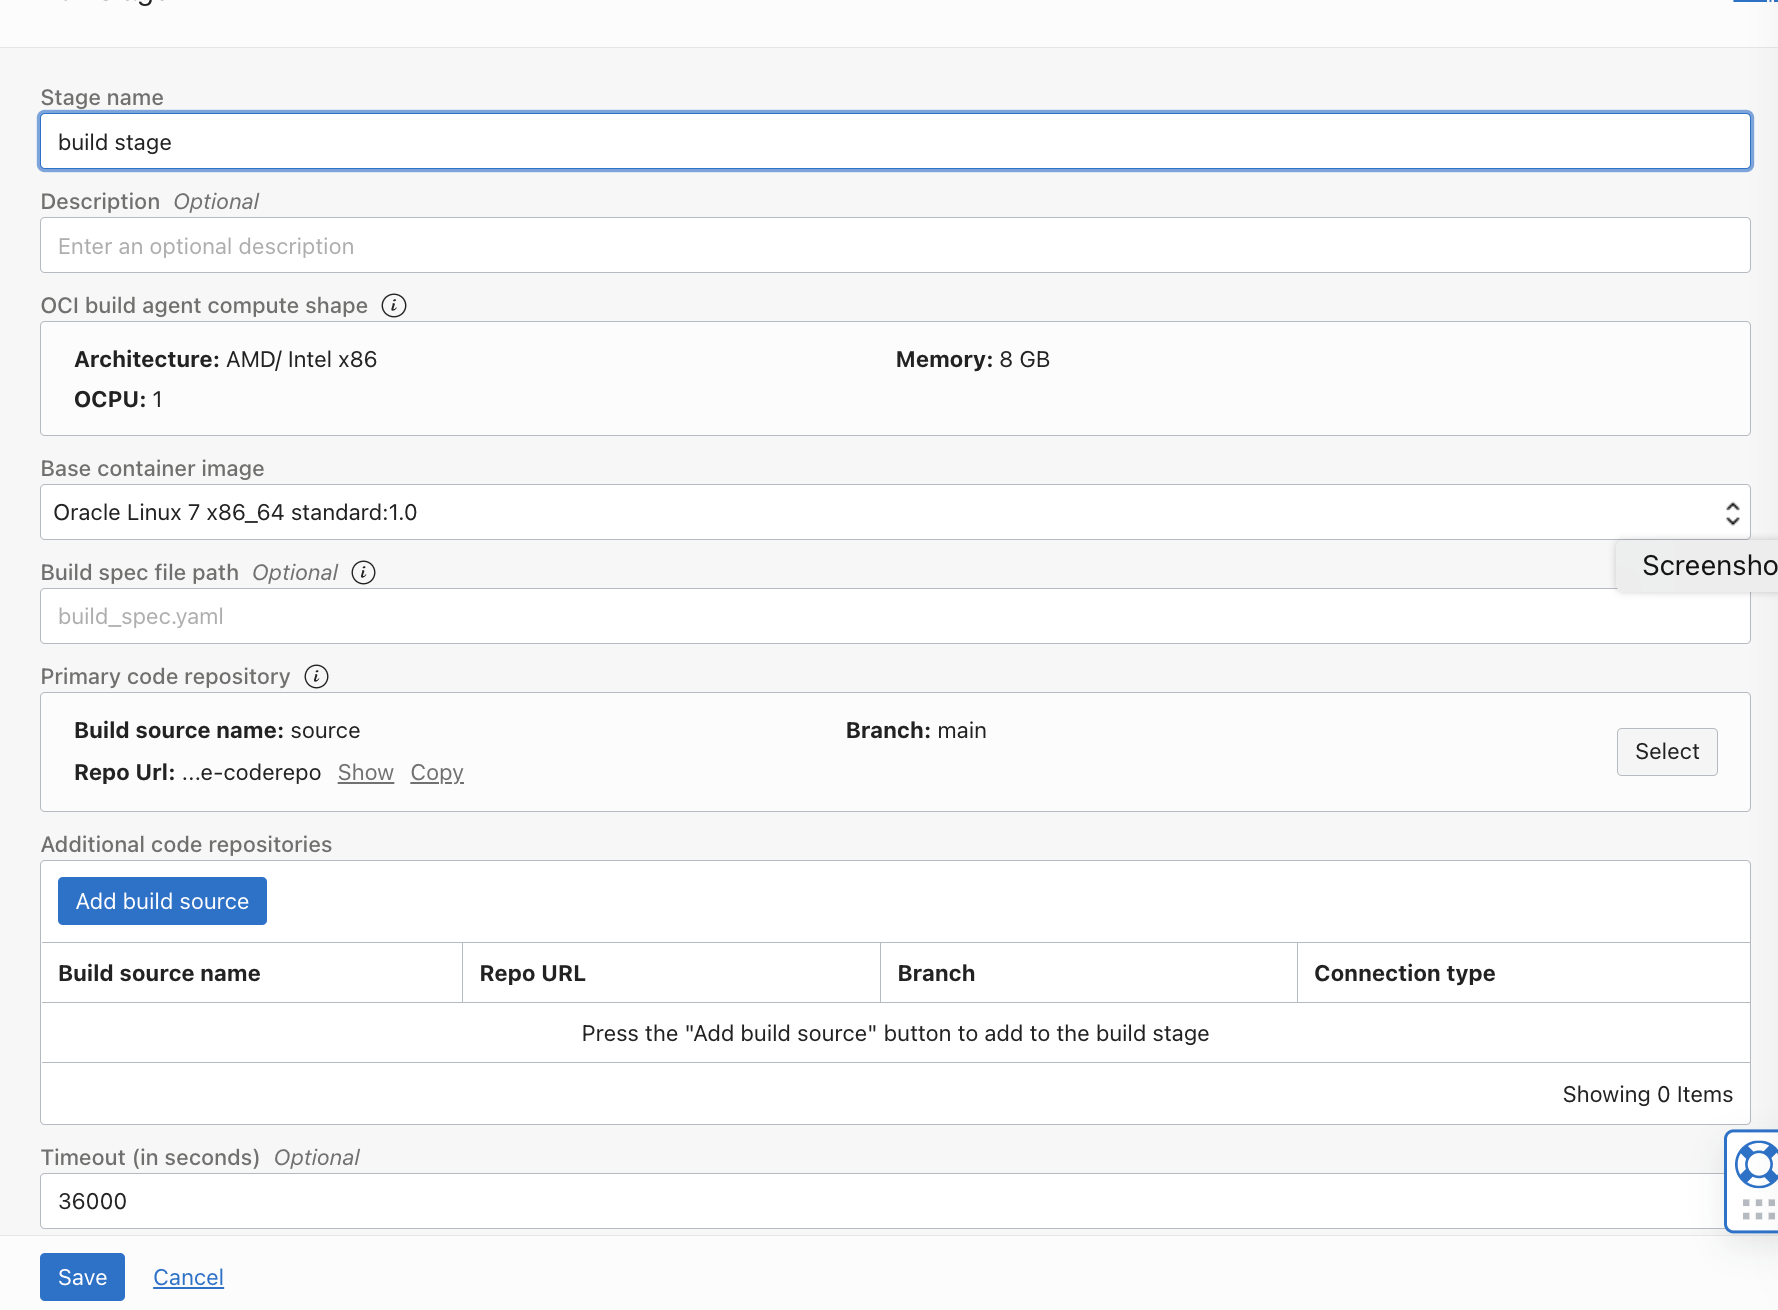 Stage name
build stage
Description Optional
Enter an optional description
OCI build agent compute shape
Architecture: AMD/ Intel x86
Memory: 8 GB
OCPU: 1
Base container image
Oracle Linux 7 x86_64 standard:1.0
Build spec file path Optional
Screensho
build_spec.yaml
Primary code repository
Build source name: source
Branch: main
Select
Repo Url: ...e-coderepo Show Copy
Additional code repositories
Add build source
Build source name Repo URL Branch Connection type
Press the "Add build source" button to add to the build stage
Showing 0 Items
Timeout (in seconds) Optional
36000
Save Cancel